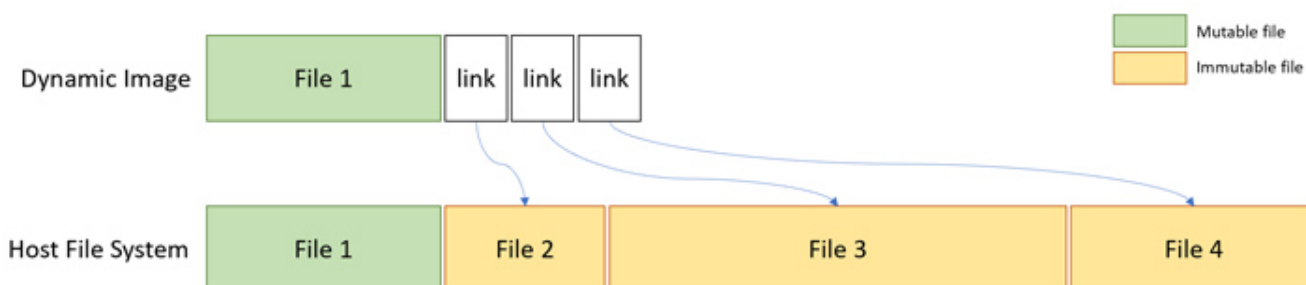 Mutable file
Dynamic Image File 1 link link link
Immutable file
Host File System File 1 File 2 File 3 File 4